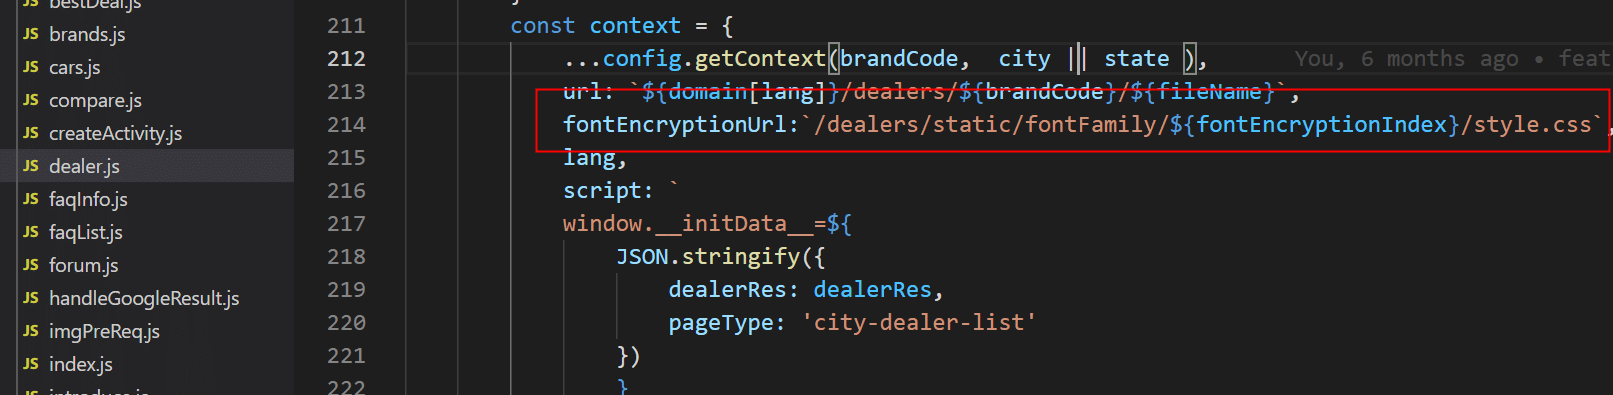 JS bestDeal.js
JS brands.js
JS cars.js
JS compare.js
JS createActivity.js
JS dealer.js
JS faqInfo.js
JS faqList.js
JS forum.js
JS handleGoogleResult.js
JS imgPreReq.js
JS index.js
211 const context = {
212 ...config.getContext(brandCode,  city || state ), You, 6 months ago • feat
213 url: `${domain[lang]}/dealers/${brandCode}/${fileName}`,
214 fontEncryptionUrl:`/dealers/static/fontFamily/${fontEncryptionIndex}/style.css`,
215 lang,
216 script: `
217 window.__initData__=${
218 JSON.stringify({
219 dealerRes: dealerRes,
220 pageType: 'city-dealer-list'
221 })
222 }